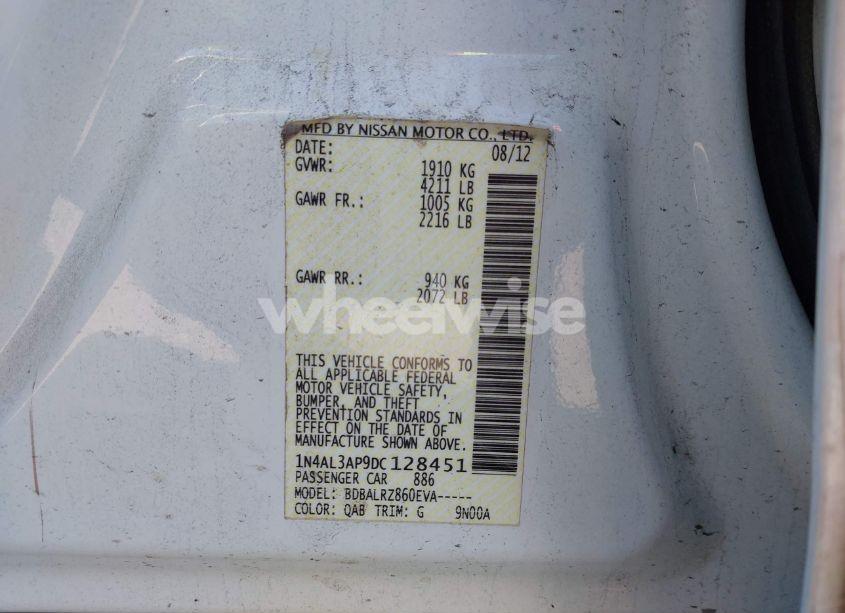 MFD BY NISSAN MOTOR CO., LTD.
DATE: 08/12
GVWR: 1910 KG
4211 LB
GAWR FR.: 1005 KG
2216 LB
GAWR RR.: 940 KG
2072 LB
wheelwise
THIS VEHICLE CONFORMS TO
ALL APPLICABLE FEDERAL
MOTOR VEHICLE SAFETY,
BUMPER, AND THEFT
PREVENTION STANDARDS IN
EFFECT ON THE DATE OF
MANUFACTURE SHOWN ABOVE.
1N4AL3AP9DC128451
PASSENGER CAR 886
MODEL: BDBALRZ860EVA-----
COLOR: QAB TRIM: G 9N00A